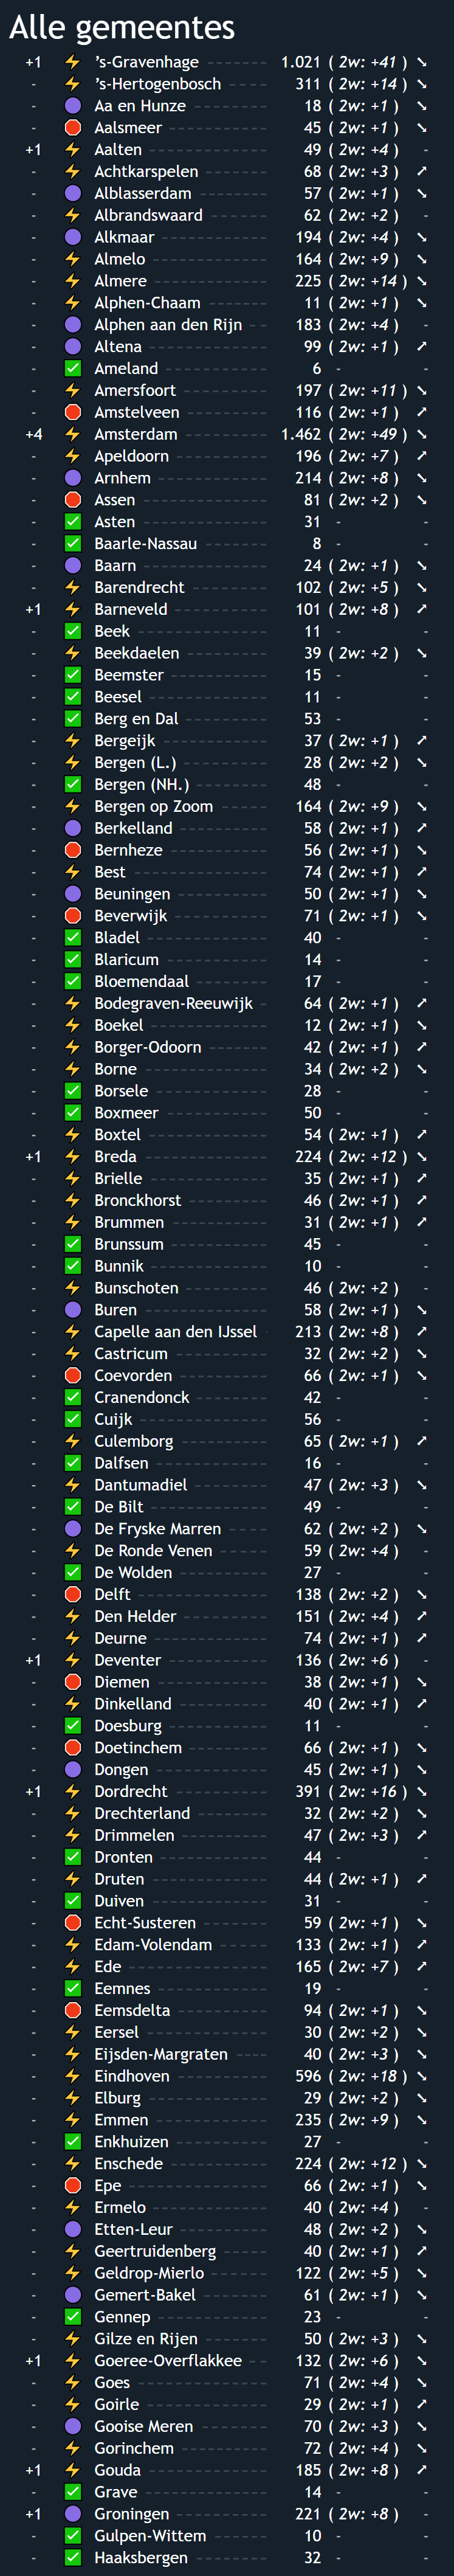 Alle gemeentes
+1 's-Gravenhage 1.021 ( 2w: +41 )
- 's-Hertogenbosch 311 ( 2w: +14 )
- Aa en Hunze 18 ( 2w: +1 )
- Aalsmeer 45 ( 2w: +1 )
+1 Aalten 49 ( 2w: +4 ) -
- Achtkarspelen 68 ( 2w: +3 )
- Alblasserdam 57 ( 2w: +1 )
- Albrandswaard 62 ( 2w: +2 ) -
- Alkmaar 194 ( 2w: +4 )
- Almelo 164 ( 2w: +9 )
- Almere 225 ( 2w: +14 )
- Alphen-Chaam 11 ( 2w: +1 )
- Alphen aan den Rijn 183 ( 2w: +4 ) -
- Altena 99 ( 2w: +1 )
- Ameland 6 - -
- Amersfoort 197 ( 2w: +11 )
- Amstelveen 116 ( 2w: +1 )
+4 Amsterdam 1.462 ( 2w: +49 )
- Apeldoorn 196 ( 2w: +7 )
- Arnhem 214 ( 2w: +8 )
- Assen 81 ( 2w: +2 )
- Asten 31 - -
- Baarle-Nassau 8 - -
- Baarn 24 ( 2w: +1 )
- Barendrecht 102 ( 2w: +5 )
+1 Barneveld 101 ( 2w: +8 )
- Beek 11 - -
- Beekdaelen 39 ( 2w: +2 )
- Beemster 15 - -
- Beesel 11 - -
- Berg en Dal 53 - -
- Bergeijk 37 ( 2w: +1 )
- Bergen (L.) 28 ( 2w: +2 )
- Bergen (NH.) 48 - -
- Bergen op Zoom 164 ( 2w: +9 )
- Berkelland 58 ( 2w: +1 )
- Bernheze 56 ( 2w: +1 )
- Best 74 ( 2w: +1 )
- Beuningen 50 ( 2w: +1 )
- Beverwijk 71 ( 2w: +1 )
- Bladel 40 - -
- Blaricum 14 - -
- Bloemendaal 17 - -
- Bodegraven-Reeuwijk 64 ( 2w: +1 )
- Boekel 12 ( 2w: +1 )
- Borger-Odoorn 42 ( 2w: +1 )
- Borne 34 ( 2w: +2 )
- Borsele 28 - -
- Boxmeer 50 - -
- Boxtel 54 ( 2w: +1 )
+1 Breda 224 ( 2w: +12 )
- Brielle 35 ( 2w: +1 )
- Bronckhorst 46 ( 2w: +1 )
- Brummen 31 ( 2w: +1 )
- Brunssum 45 - -
- Bunnik 10 - -
- Bunschoten 46 ( 2w: +2 ) -
- Buren 58 ( 2w: +1 )
- Capelle aan den IJssel 213 ( 2w: +8 )
- Castricum 32 ( 2w: +2 )
- Coevorden 66 ( 2w: +1 )
- Cranendonck 42 - -
- Cuijk 56 - -
- Culemborg 65 ( 2w: +1 )
- Dalfsen 16 - -
- Dantumadiel 47 ( 2w: +3 )
- De Bilt 49 - -
- De Fryske Marren 62 ( 2w: +2 )
- De Ronde Venen 59 ( 2w: +4 ) -
- De Wolden 27 - -
- Delft 138 ( 2w: +2 )
- Den Helder 151 ( 2w: +4 )
- Deurne 74 ( 2w: +1 )
+1 Deventer 136 ( 2w: +6 ) -
- Diemen 38 ( 2w: +1 )
- Dinkelland 40 ( 2w: +1 )
- Doesburg 11 - -
- Doetinchem 66 ( 2w: +1 )
- Dongen 45 ( 2w: +1 )
+1 Dordrecht 391 ( 2w: +16 )
- Drechterland 32 ( 2w: +2 )
- Drimmelen 47 ( 2w: +3 )
- Dronten 44 - -
- Druten 44 ( 2w: +1 )
- Duiven 31 - -
- Echt-Susteren 59 ( 2w: +1 )
- Edam-Volendam 133 ( 2w: +1 )
- Ede 165 ( 2w: +7 )
- Eemnes 19 - -
- Eemsdelta 94 ( 2w: +1 )
- Eersel 30 ( 2w: +2 )
- Eijsden-Margraten 40 ( 2w: +3 )
- Eindhoven 596 ( 2w: +18 )
- Elburg 29 ( 2w: +2 )
- Emmen 235 ( 2w: +9 )
- Enkhuizen 27 - -
- Enschede 224 ( 2w: +12 )
- Epe 66 ( 2w: +1 )
- Ermelo 40 ( 2w: +4 ) -
- Etten-Leur 48 ( 2w: +2 )
- Geertruidenberg 40 ( 2w: +1 )
- Geldrop-Mierlo 122 ( 2w: +5 )
- Gemert-Bakel 61 ( 2w: +1 )
- Gennep 23 - -
- Gilze en Rijen 50 ( 2w: +3 )
+1 Goeree-Overflakkee 132 ( 2w: +6 )
- Goes 71 ( 2w: +4 )
- Goirle 29 ( 2w: +1 )
- Gooise Meren 70 ( 2w: +3 )
- Gorinchem 72 ( 2w: +4 )
+1 Gouda 185 ( 2w: +8 )
- Grave 14 - -
+1 Groningen 221 ( 2w: +8 ) -
- Gulpen-Wittem 10 - -
- Haaksbergen 32 - -